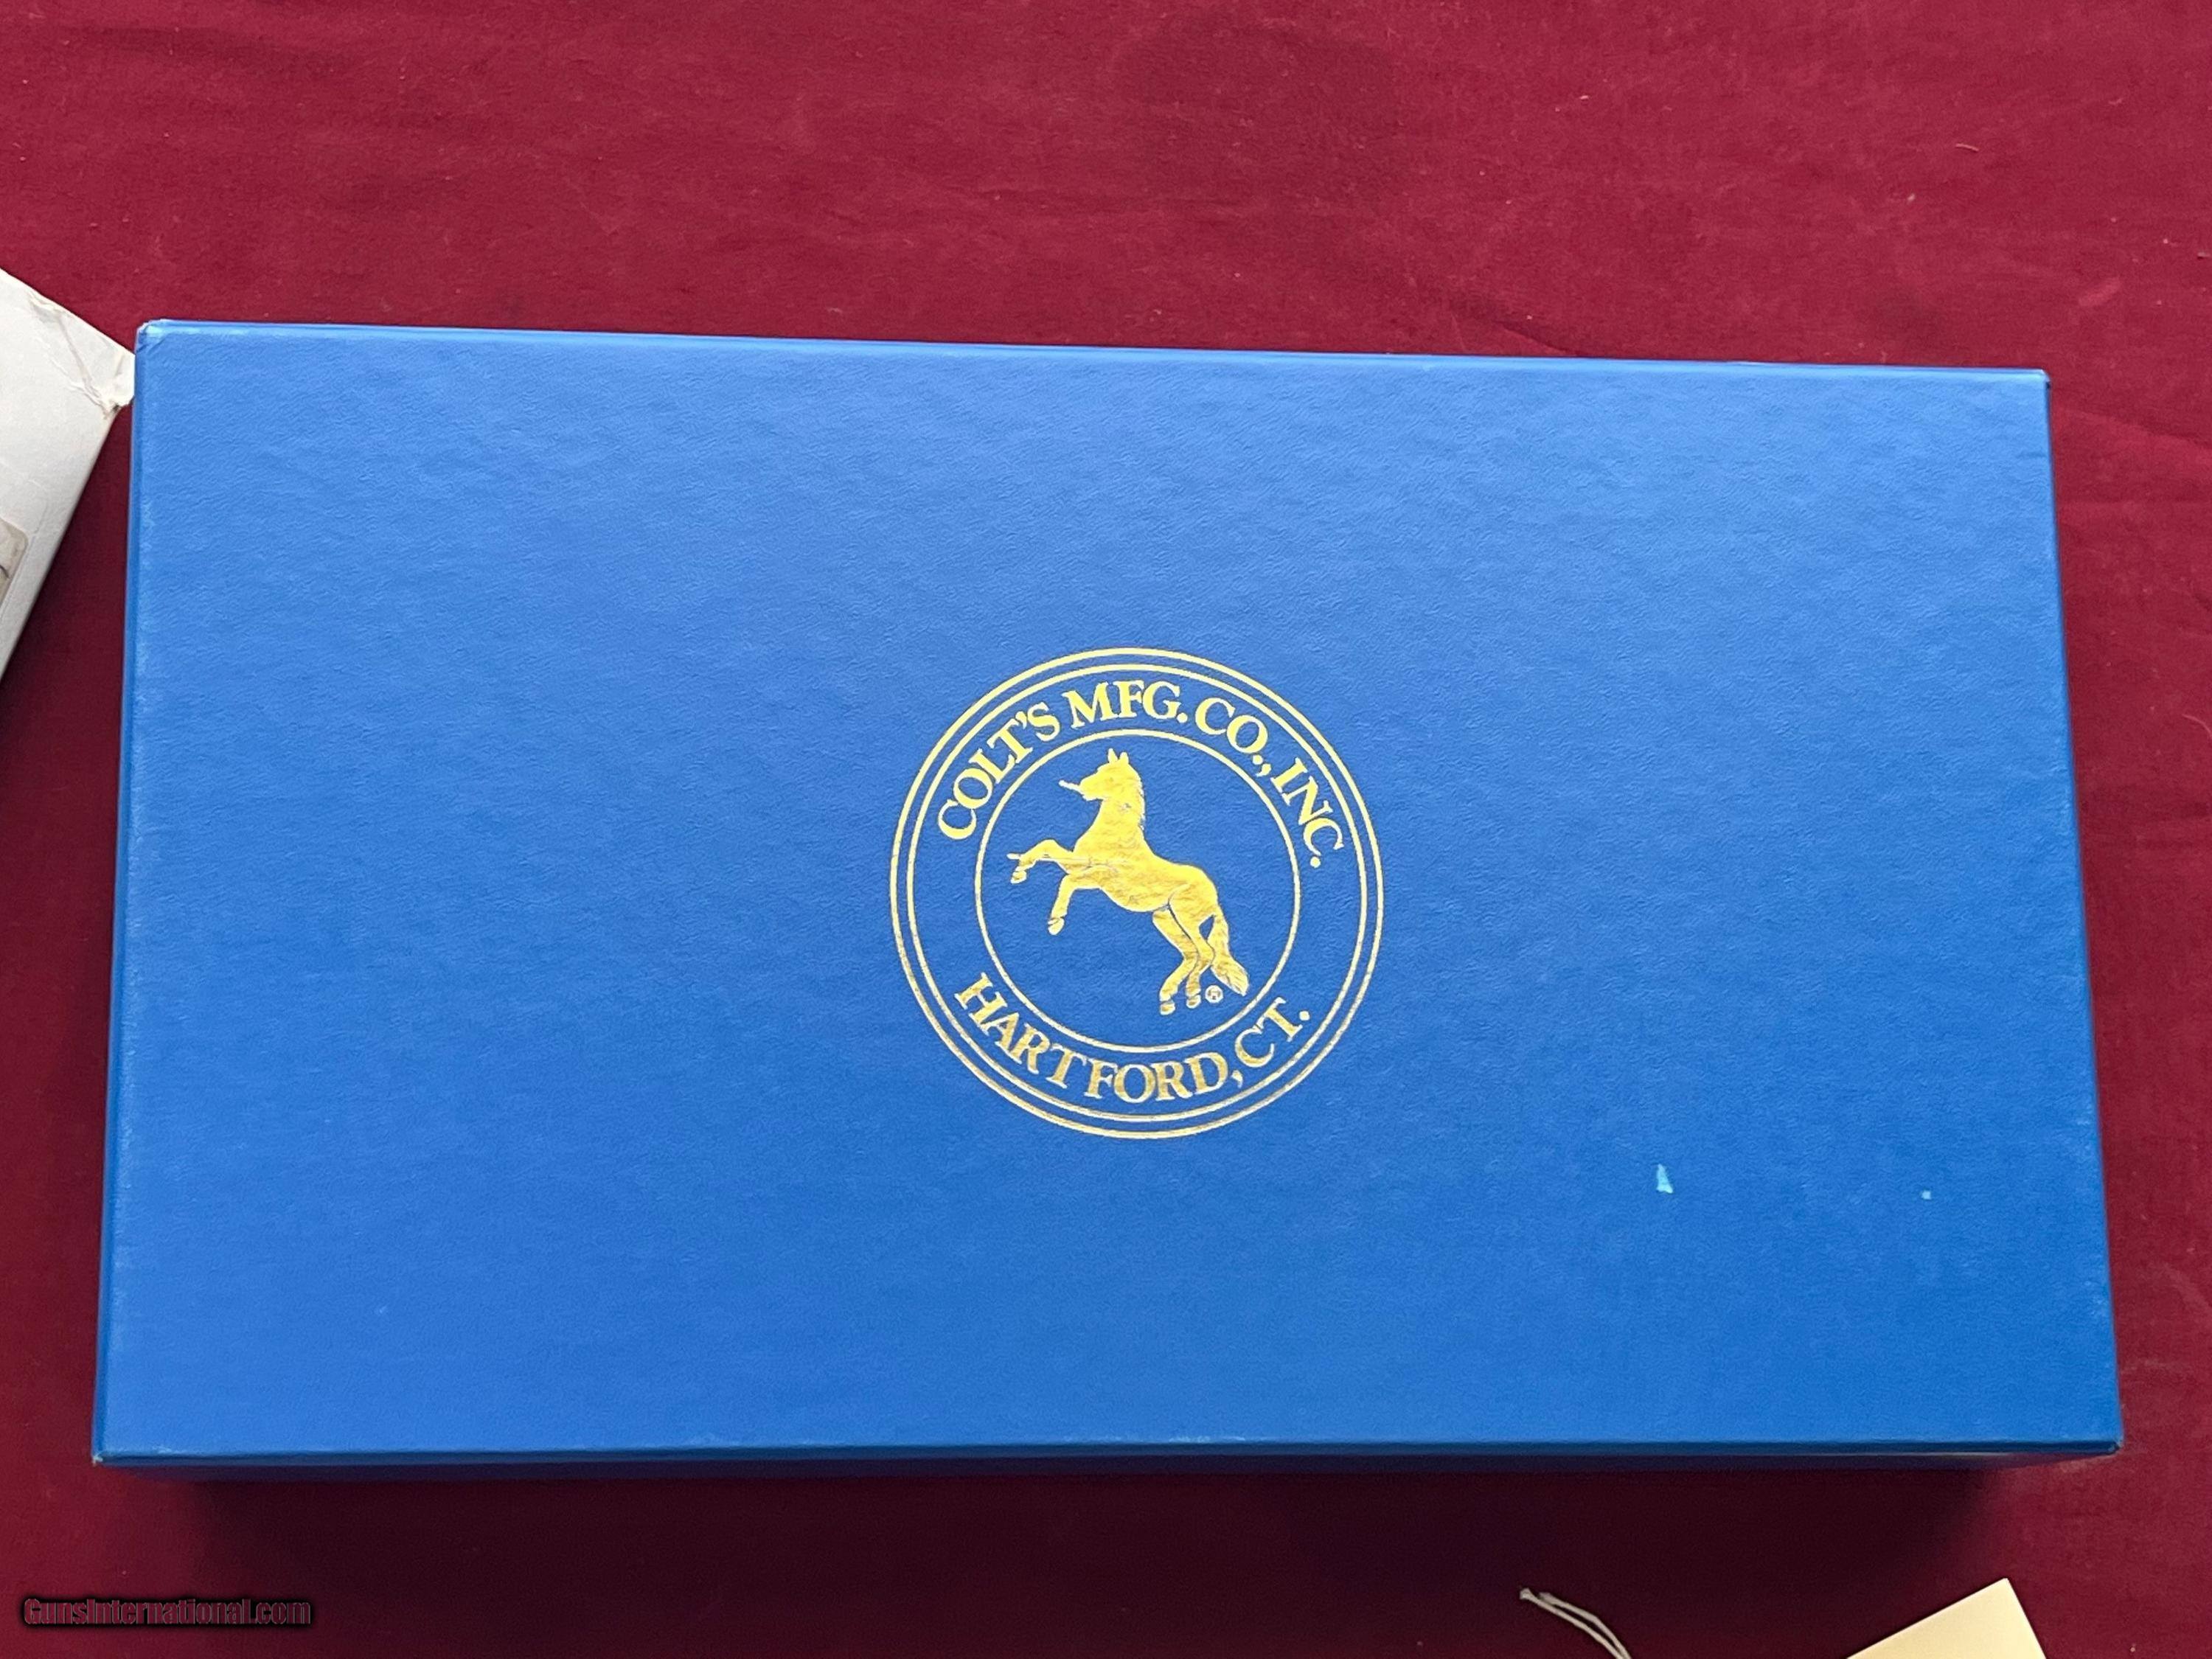 COLT'S MFG. CO., INC.
®
HARTFORD, CT.
GunsInternational.com